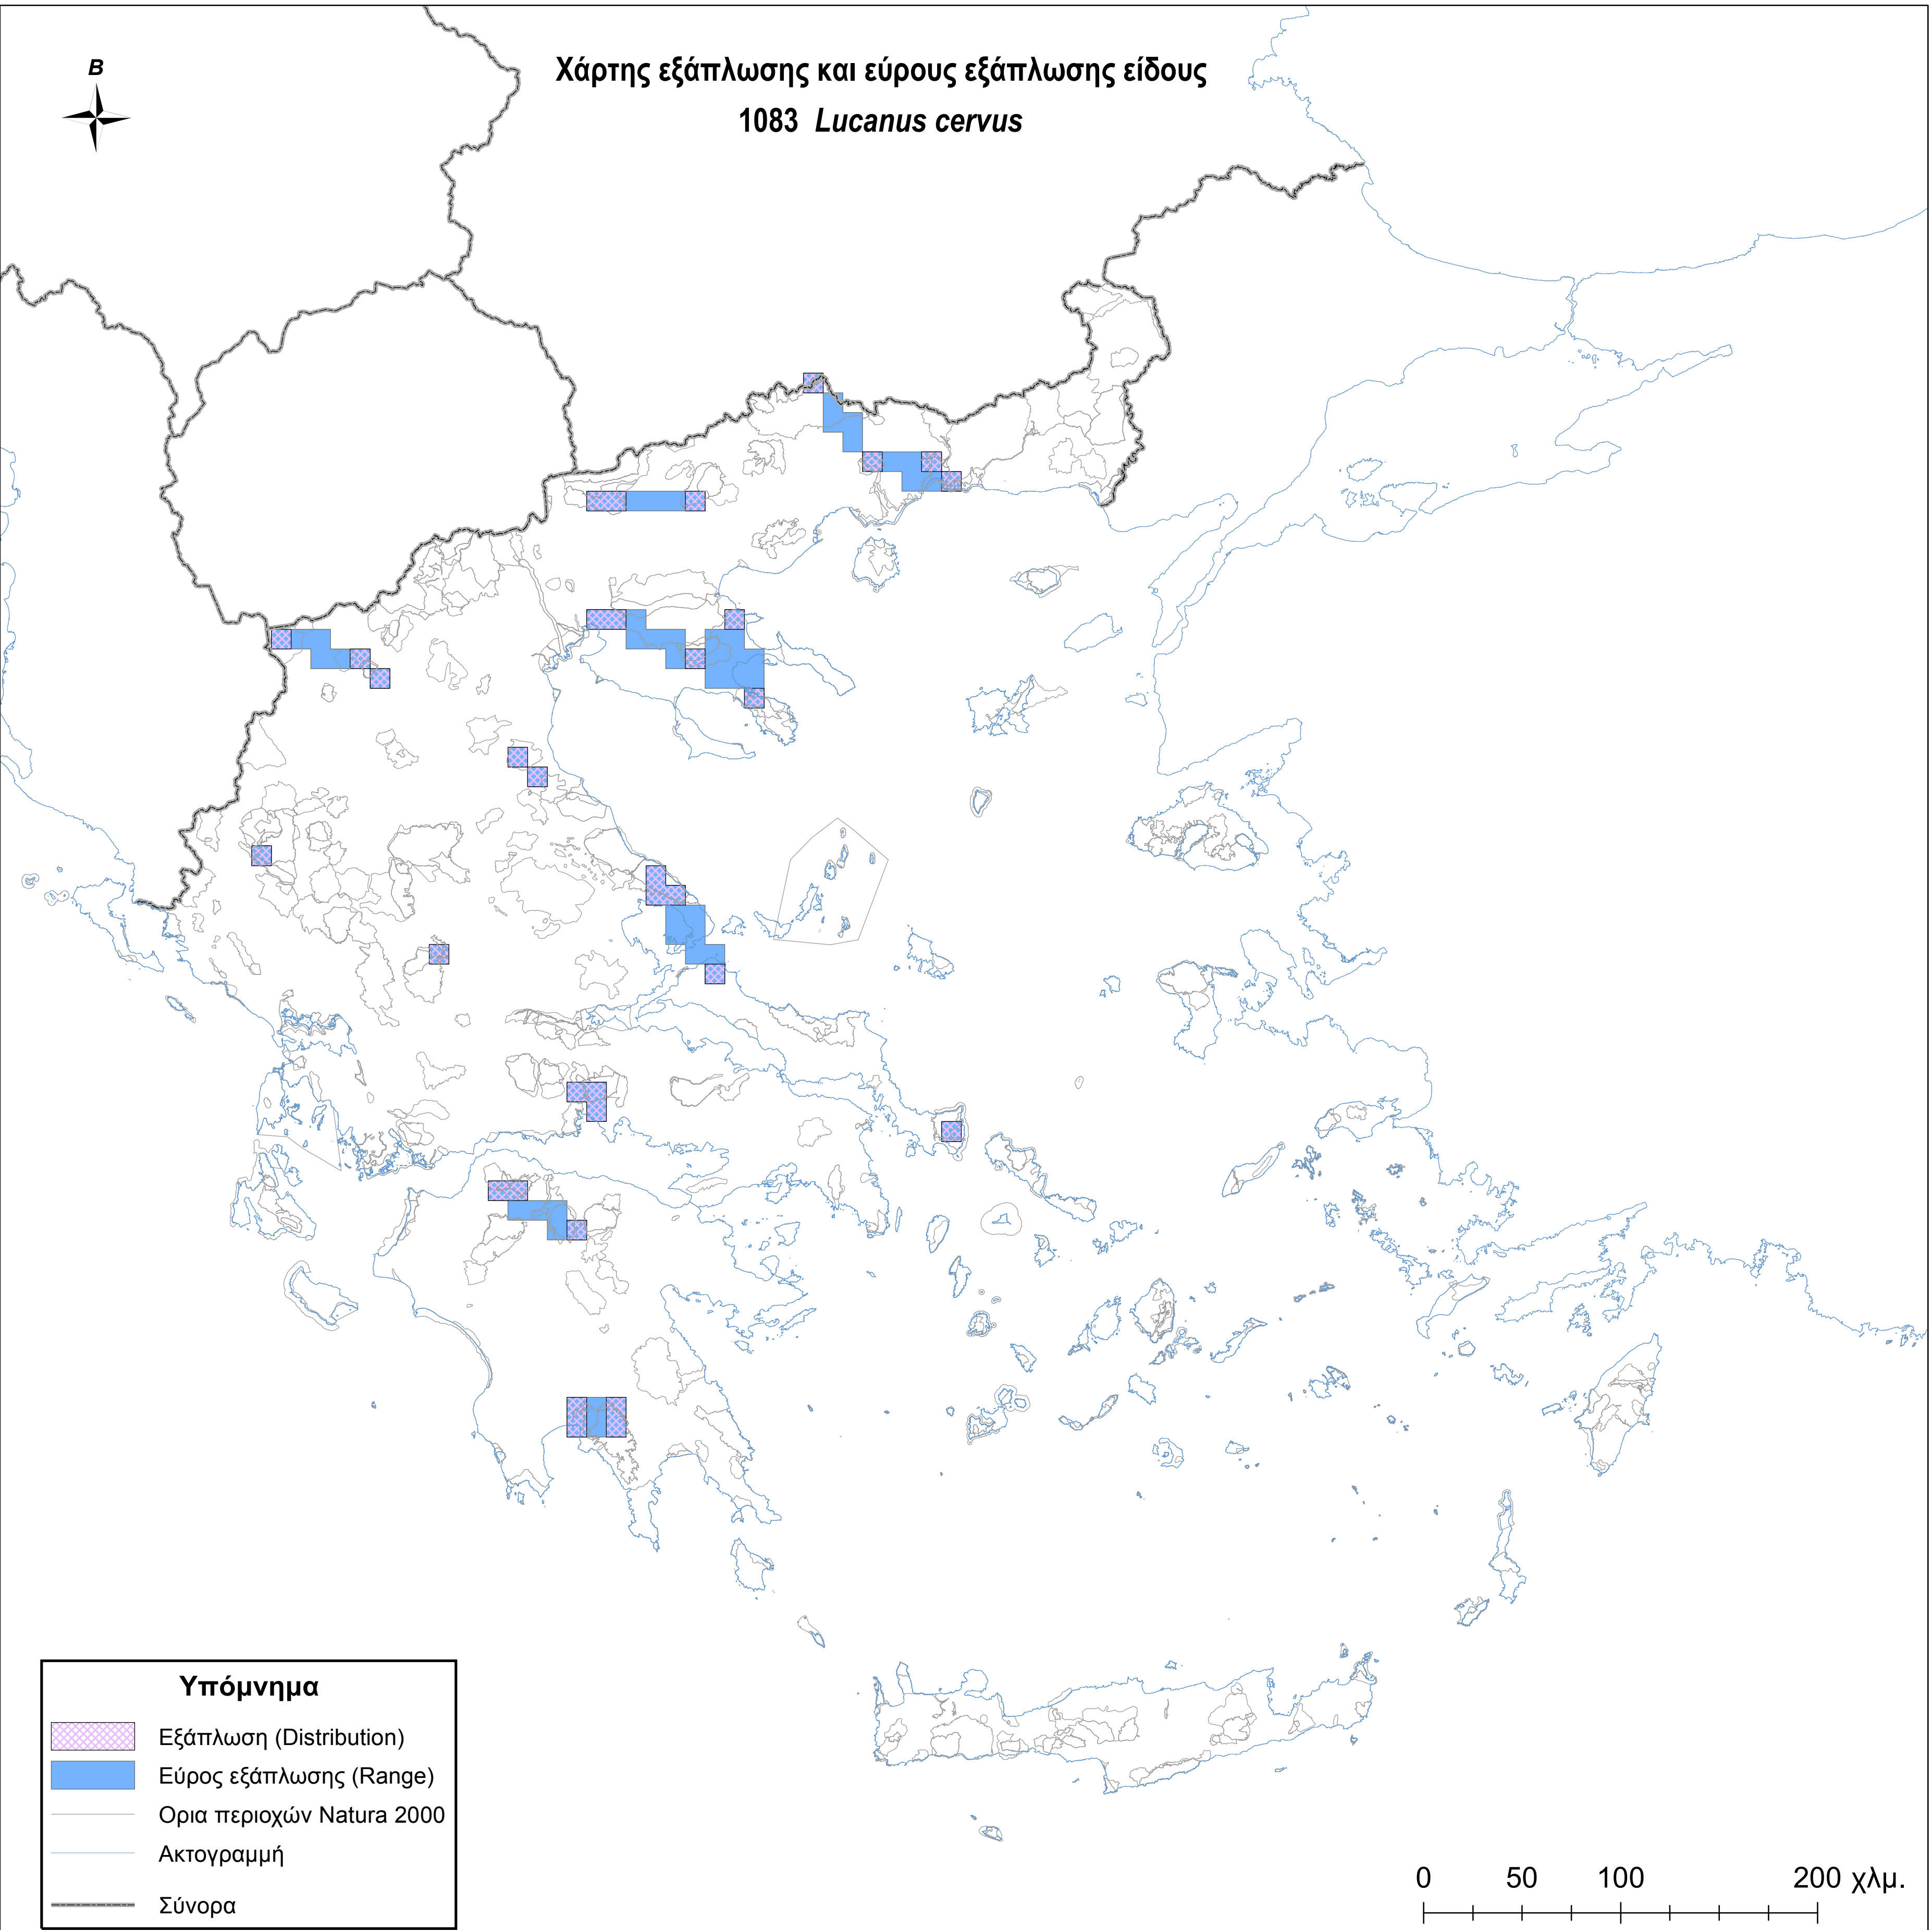 Χάρτης εξάπλωσης και εύρους εξάπλωσης είδους
1083 Lucanus cervus
Β
Υπόμνημα
Εξάπλωση (Distribution)
Εύρος εξάπλωσης (Range)
Ορια περιοχών Natura 2000
Ακτογραμμή
Σύνορα
0 50 100 200 χλμ.